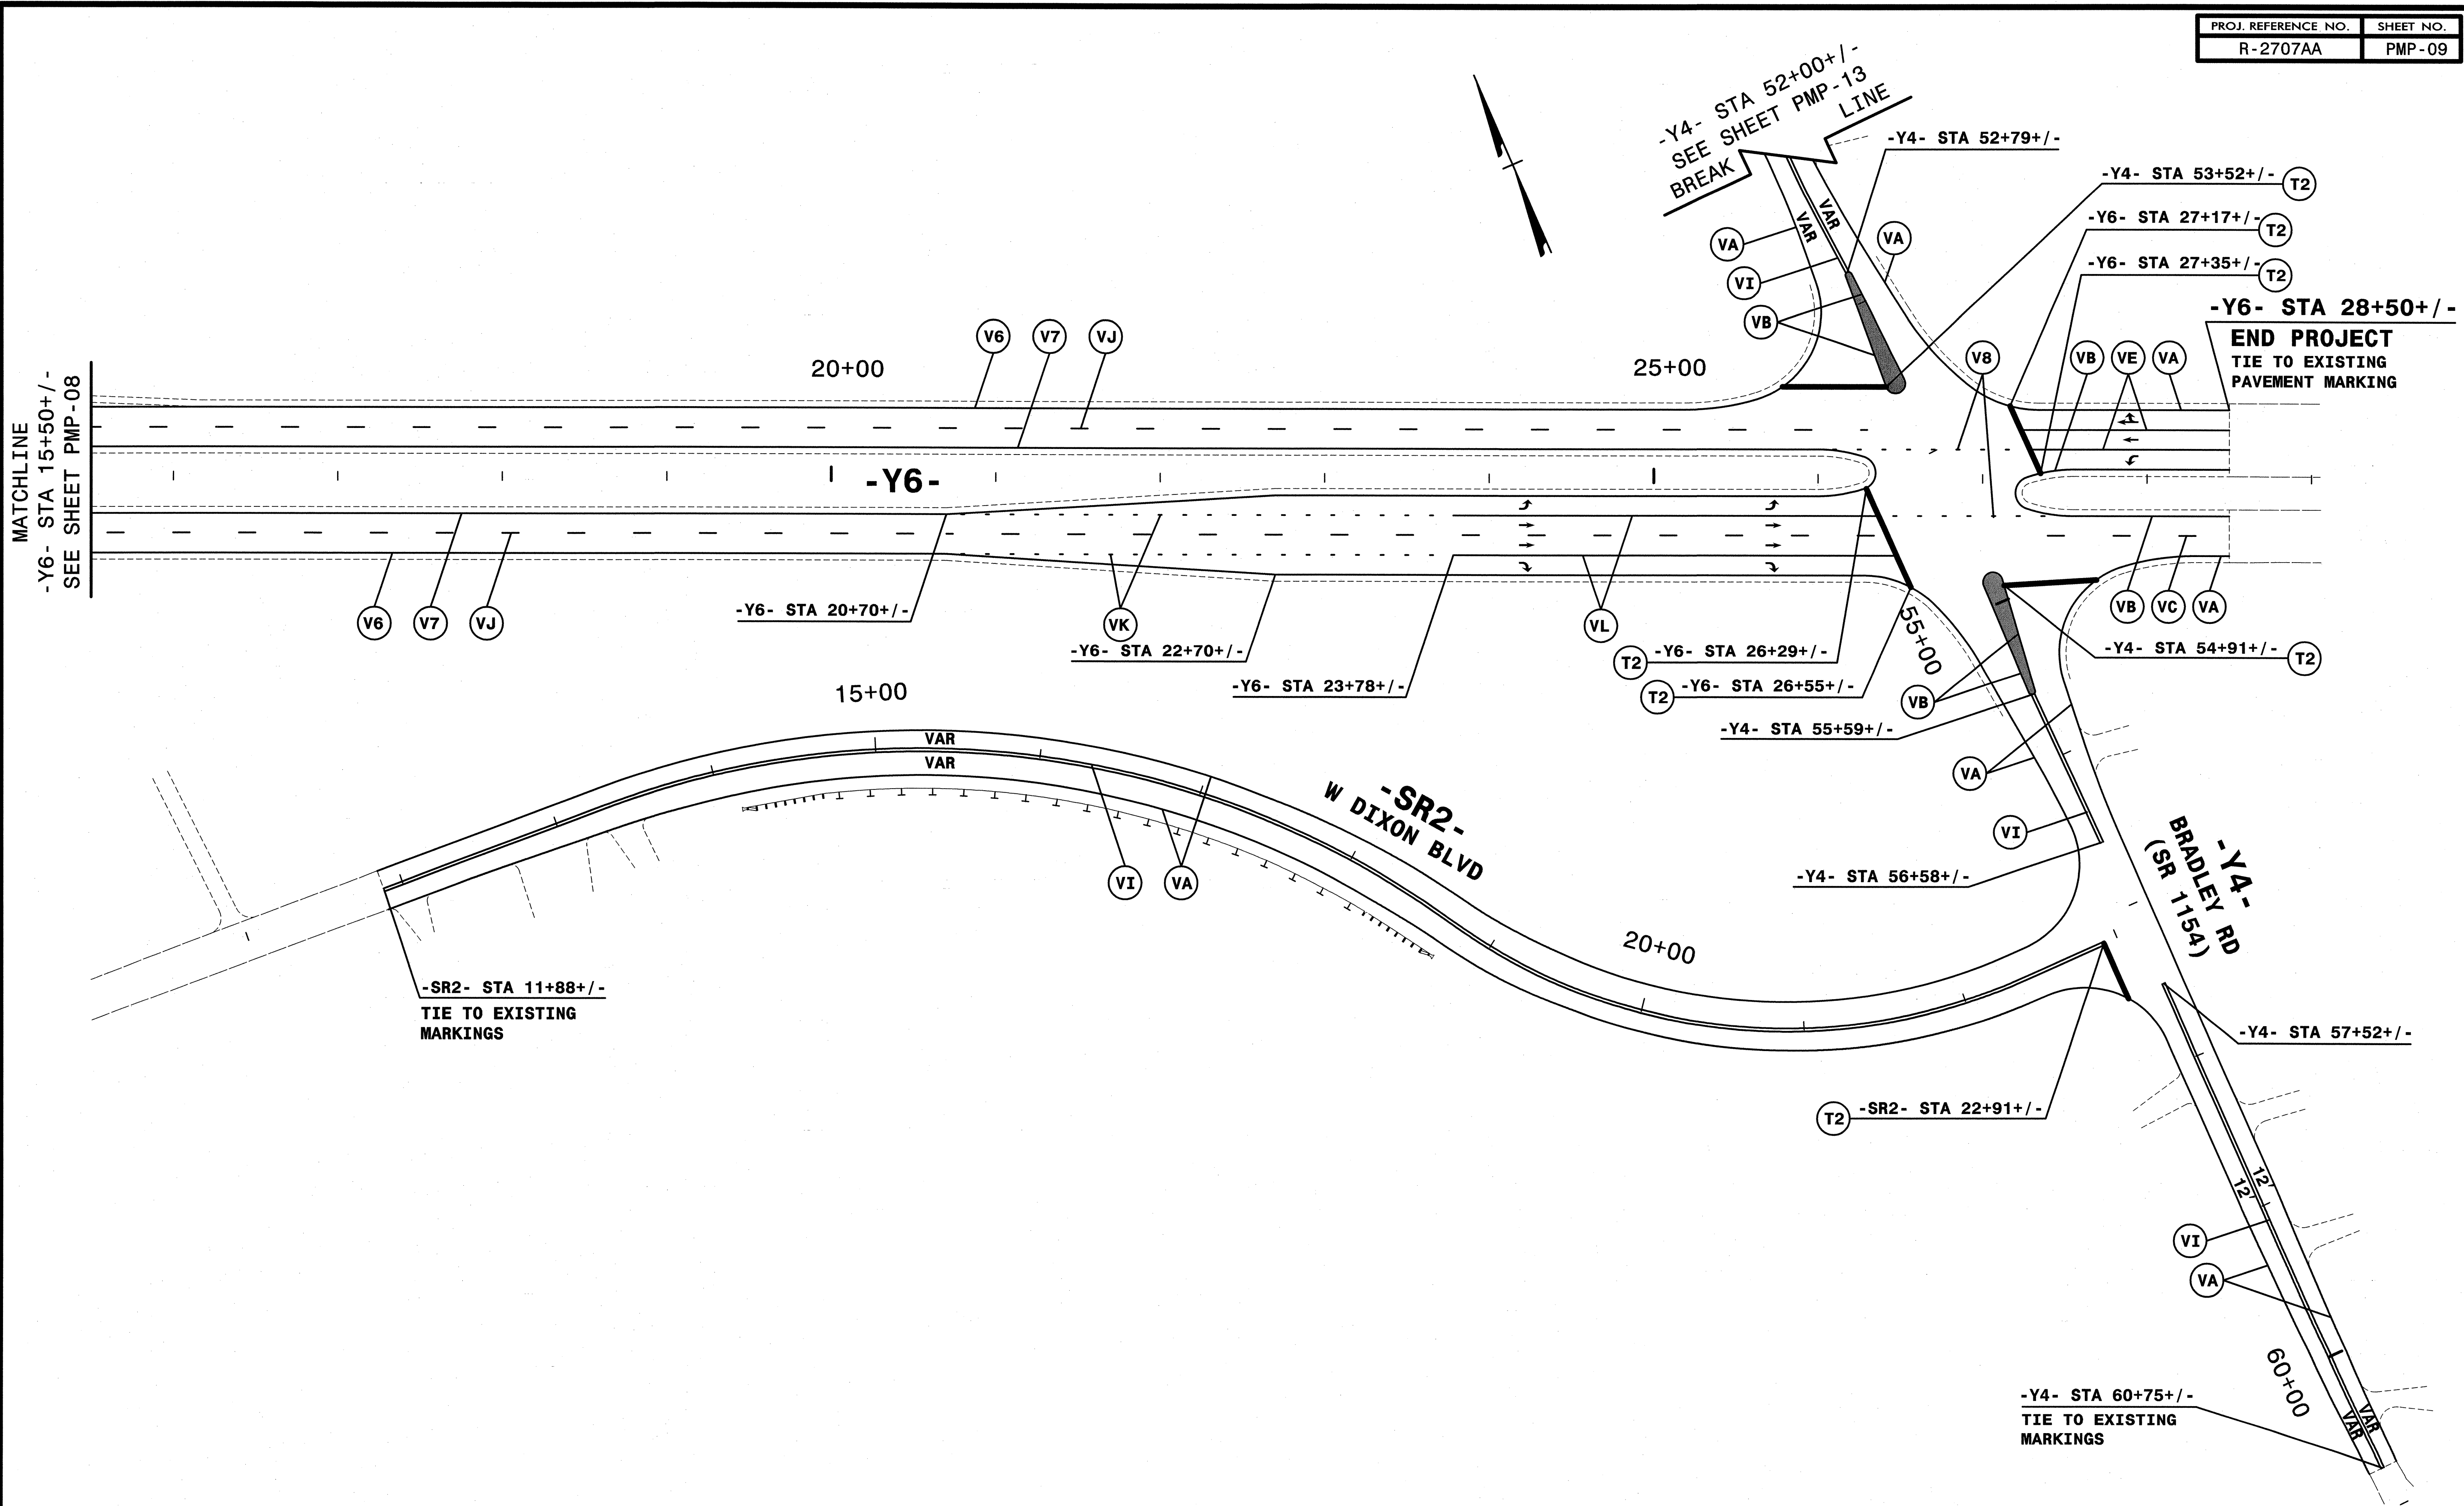 PROJ. REFERENCE NO. SHEET NO.
R-2707AA PMP-09
-Y4- STA 52+00+/-
SEE SHEET PMP-13
BREAK LINE
-Y4- STA 52+79+/-
-Y4- STA 53+52+/- T2
-Y6- STA 27+17+/- T2
-Y6- STA 27+35+/- T2
VAR
VAR
VA
VA
VI
VB
-Y6- STA 28+50+/-
END PROJECT
TIE TO EXISTING
PAVEMENT MARKING
V6 V7 VJ
V8 VB VE VA
20+00
25+00
MATCHLINE
-Y6- STA 15+50+/-
SEE SHEET PMP-08
-Y6-
V6 V7 VJ
-Y6- STA 20+70+/-
VK
VL
VB VC VA
-Y6- STA 22+70+/-
-Y6- STA 23+78+/-
T2 -Y6- STA 26+29+/-
T2 -Y6- STA 26+55+/-
55+00
-Y4- STA 54+91+/- T2
VB
-Y4- STA 55+59+/-
VA
VI
-Y4- STA 56+58+/-
15+00
VAR
VAR
-SR2-
W DIXON BLVD
VI VA
-Y4-
BRADLEY RD
(SR 1154)
20+00
-SR2- STA 11+88+/-
TIE TO EXISTING
MARKINGS
-Y4- STA 57+52+/-
T2 -SR2- STA 22+91+/-
12'
12'
VI
VA
60+00
-Y4- STA 60+75+/-
TIE TO EXISTING
MARKINGS
VAR
VAR